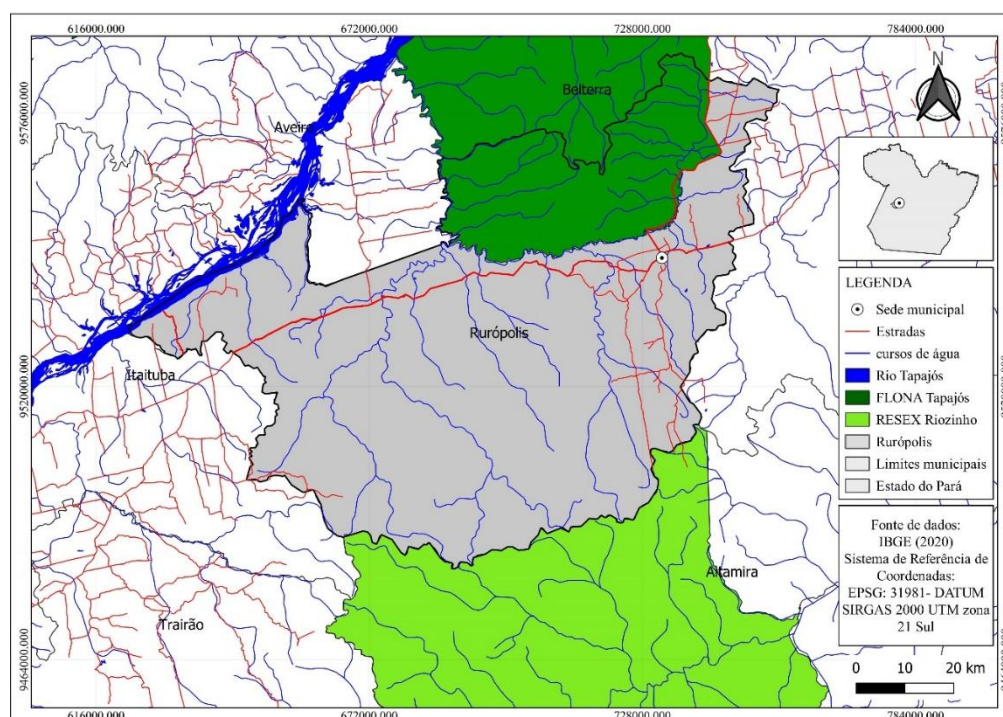 616000.000 672000.000 728000.000 784000.000
N
Belterra
Aveiro
9576000.000
LEGENDA
Sede municipal
Estradas
cursos de água
Rio Tapajós
FLONA Tapajós
RESEX Riozinho
Rurópolis
Limites municipais
Estado do Pará
Rurópolis
Itaituba
9520000.000
Fonte de dados:
IBGE (2020)
Sistema de Referência de
Coordenadas:
EPSG: 31981- DATUM
SIRGAS 2000 UTM zona
21 Sul
Altamira
Trairão
9464000.000
0 10 20 km
616000.000 672000.000 728000.000 784000.000